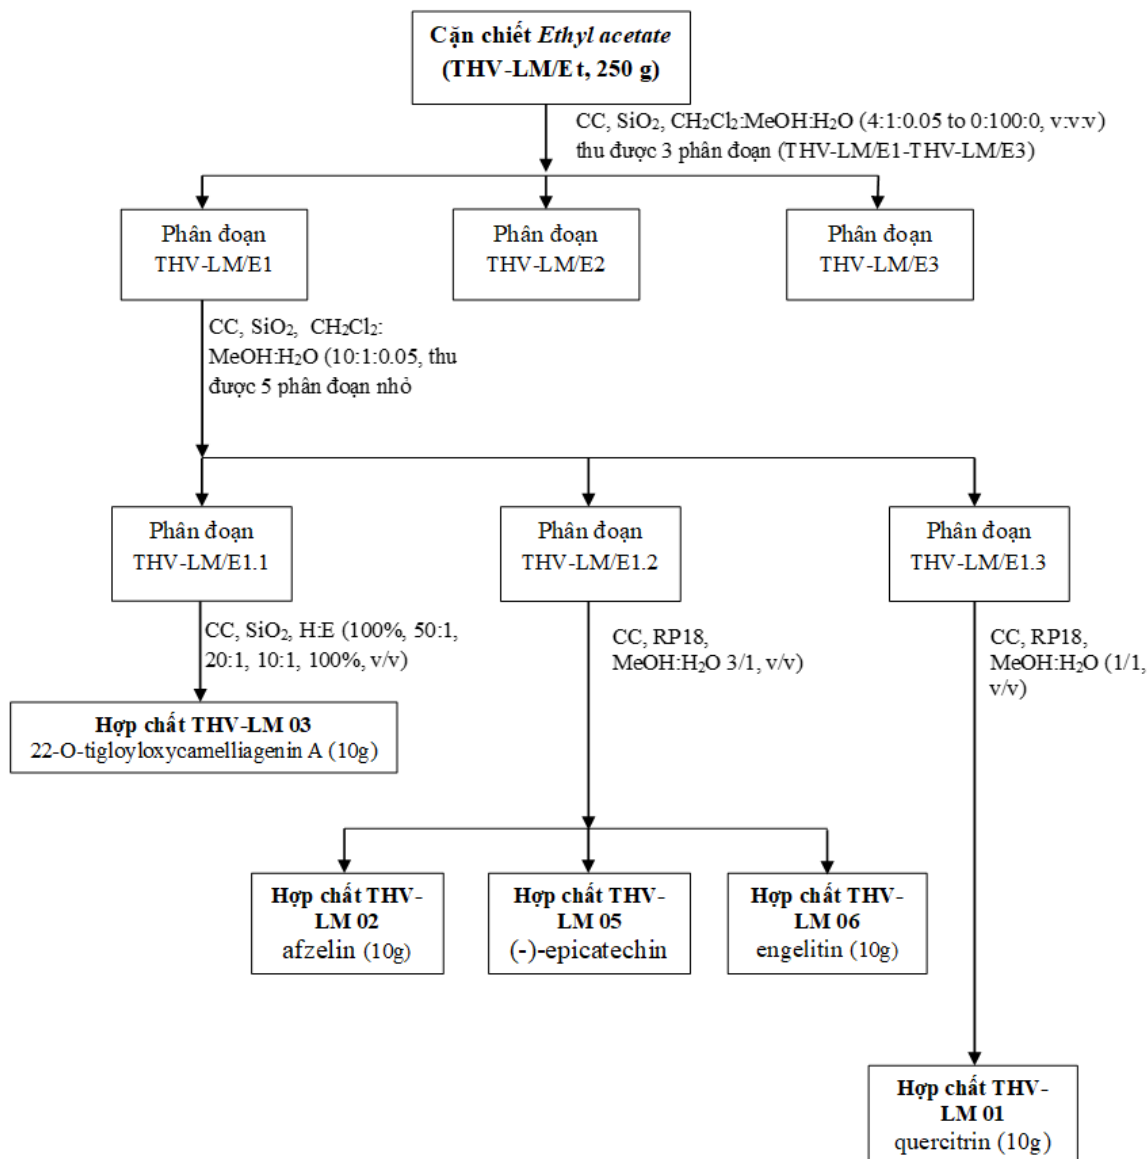 Cặn chiết Ethyl acetate
(THV-LM/Et, 250 g)
CC, SiO₂, CH₂Cl₂:MeOH:H₂O (4:1:0.05 to 0:100:0, v:v:v)
thu được 3 phân đoạn (THV-LM/E1-THV-LM/E3)
Phân đoạn
THV-LM/E1
Phân đoạn
THV-LM/E2
Phân đoạn
THV-LM/E3
CC, SiO₂, CH₂Cl₂:
MeOH:H₂O (10:1:0.05, thu
được 5 phân đoạn nhỏ
Phân đoạn
THV-LM/E1.1
Phân đoạn
THV-LM/E1.2
Phân đoạn
THV-LM/E1.3
CC, SiO₂, H:E (100%, 50:1,
20:1, 10:1, 100%, v/v)
CC, RP18,
MeOH:H₂O 3/1, v/v)
CC, RP18,
MeOH:H₂O (1/1,
v/v)
Hợp chất THV-LM 03
22-O-tigloyloxycamelliagenin A (10g)
Hợp chất THV-
LM 02
afzelin (10g)
Hợp chất THV-
LM 05
(-)-epicatechin
Hợp chất THV-
LM 06
engelitin (10g)
Hợp chất THV-
LM 01
quercitrin (10g)